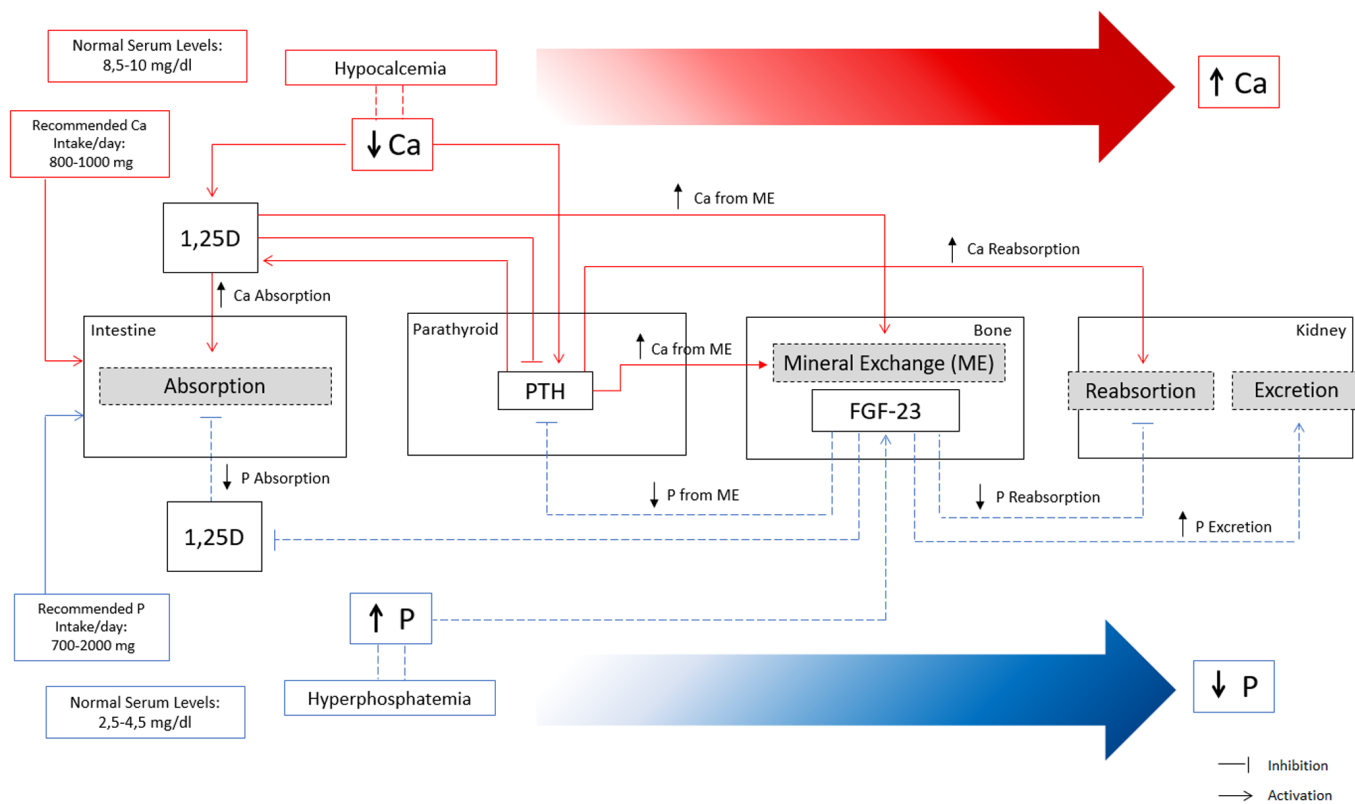 Normal Serum Levels:
8,5-10 mg/dl
Hypocalcemia
↑ Ca
Recommended Ca
Intake/day:
800-1000 mg
↓ Ca
↑ Ca from ME
1,25D
↑ Ca Reabsorption
↑ Ca Absorption
Intestine
Parathyroid
Bone
Kidney
↑ Ca from ME
Absorption
PTH
Mineral Exchange (ME)
FGF-23
Reabsortion
Excretion
↓ P Absorption
↓ P from ME
↓ P Reabsorption
↑ P Excretion
1,25D
Recommended P
Intake/day:
700-2000 mg
↑ P
Normal Serum Levels:
2,5-4,5 mg/dl
Hyperphosphatemia
↓ P
Inhibition
Activation